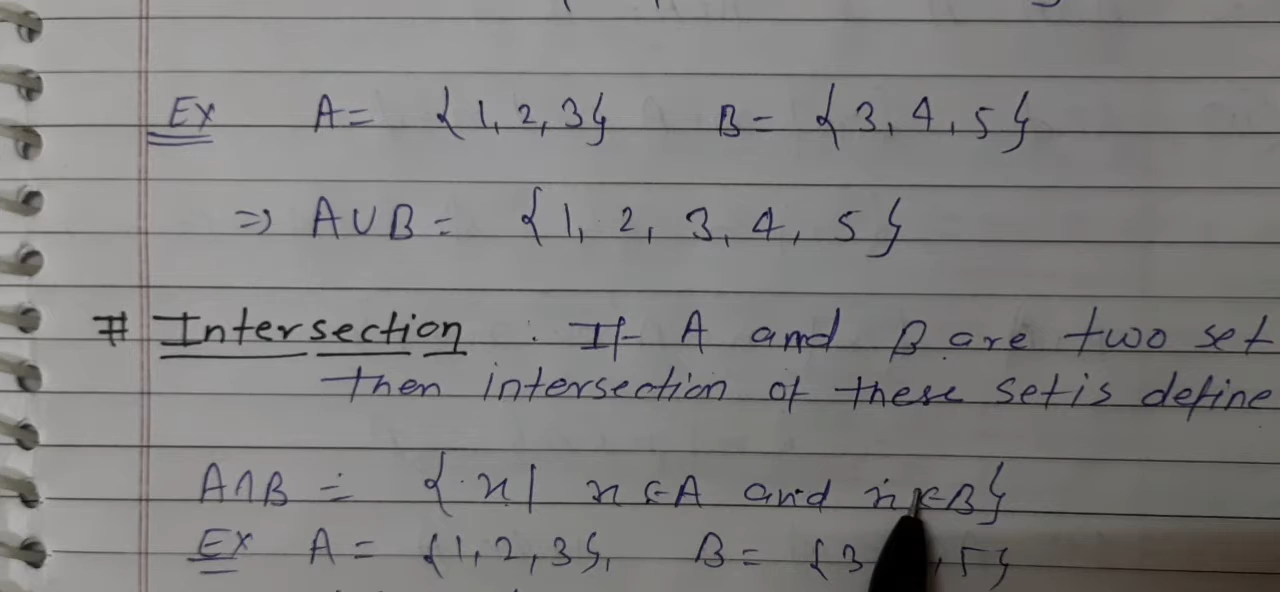 Ex A = {1, 2, 3} B = {3, 4, 5}
⇒ A∪B = {1, 2, 3, 4, 5}
# Intersection : If A and B are two set
then intersection of these set is define
A∩B = {x | x ∈ A and x ∈ B}
Ex A = {1, 2, 3}, B = {3 , 5}